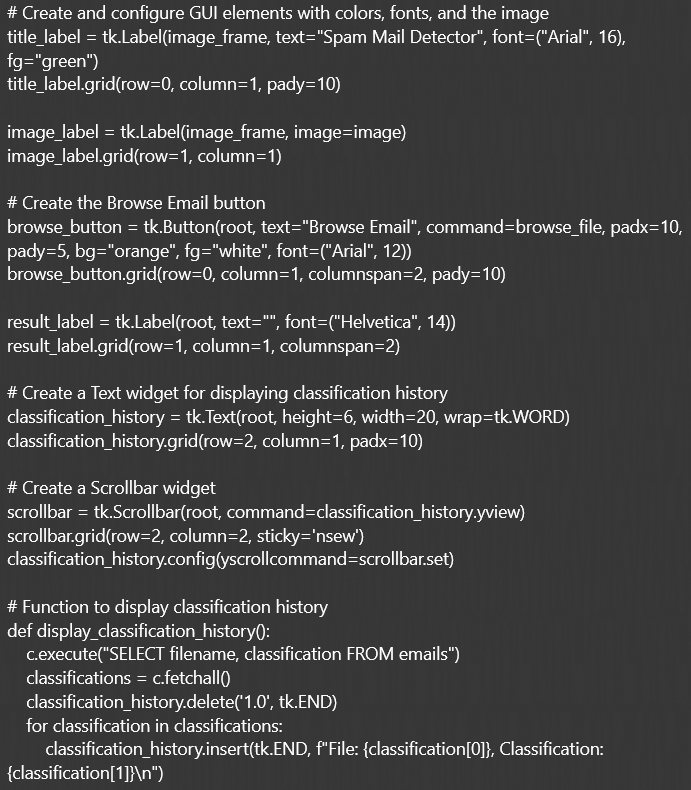 # Create and configure GUI elements with colors, fonts, and the image
title_label = tk.Label(image_frame, text="Spam Mail Detector", font=("Arial", 16),
fg="green")
title_label.grid(row=0, column=1, pady=10)

image_label = tk.Label(image_frame, image=image)
image_label.grid(row=1, column=1)

# Create the Browse Email button
browse_button = tk.Button(root, text="Browse Email", command=browse_file, padx=10,
pady=5, bg="orange", fg="white", font=("Arial", 12))
browse_button.grid(row=0, column=1, columnspan=2, pady=10)

result_label = tk.Label(root, text="", font=("Helvetica", 14))
result_label.grid(row=1, column=1, columnspan=2)

# Create a Text widget for displaying classification history
classification_history = tk.Text(root, height=6, width=20, wrap=tk.WORD)
classification_history.grid(row=2, column=1, padx=10)

# Create a Scrollbar widget
scrollbar = tk.Scrollbar(root, command=classification_history.yview)
scrollbar.grid(row=2, column=2, sticky='nsew')
classification_history.config(yscrollcommand=scrollbar.set)

# Function to display classification history
def display_classification_history():
    c.execute("SELECT filename, classification FROM emails")
    classifications = c.fetchall()
    classification_history.delete('1.0', tk.END)
    for classification in classifications:
        classification_history.insert(tk.END, f"File: {classification[0]}, Classification:
{classification[1]}\n")